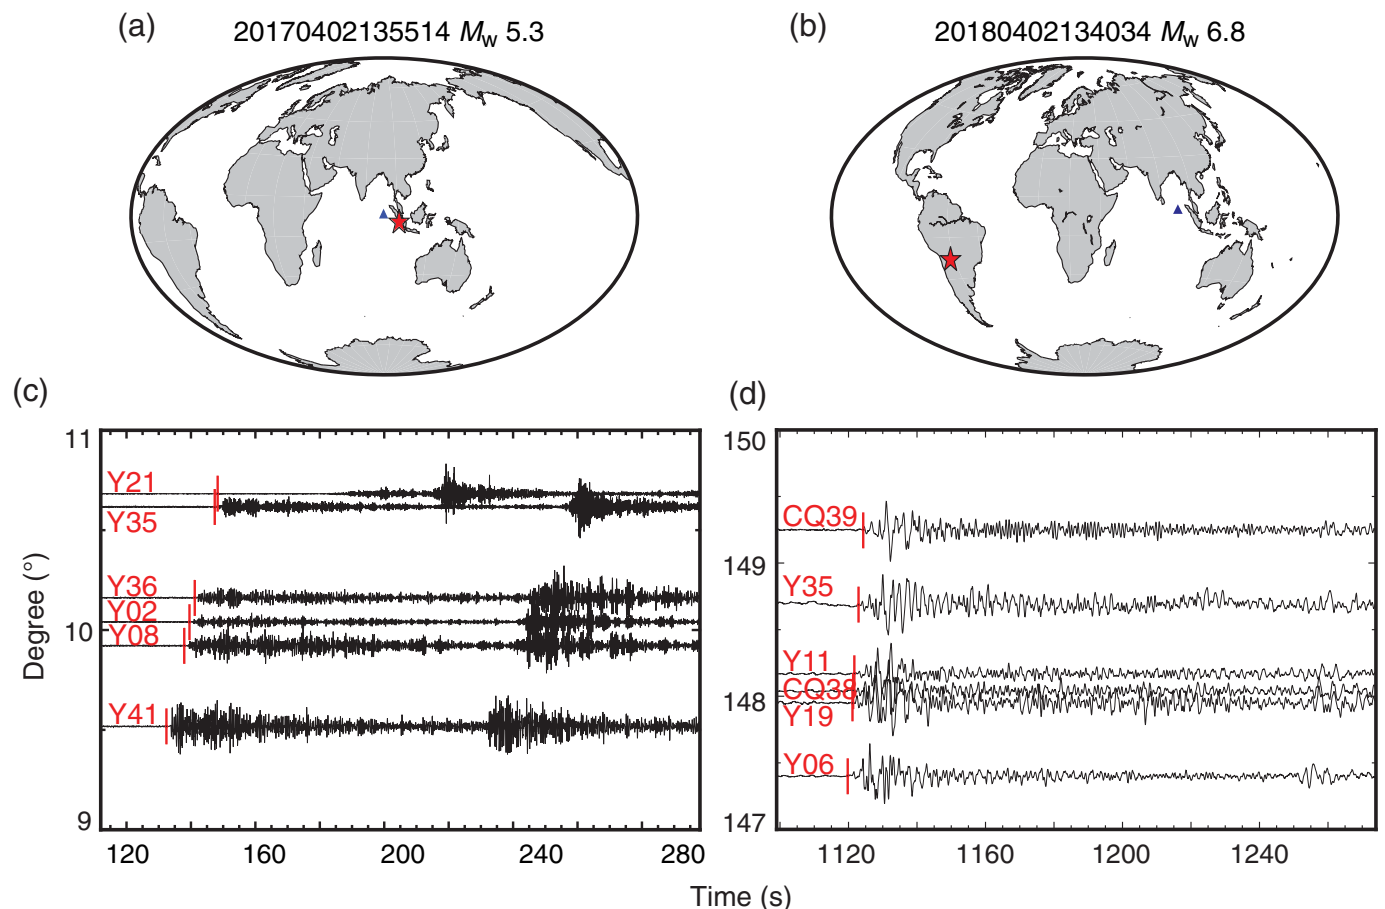 (a)
20170402135514 Mw 5.3
(b)
20180402134034 Mw 6.8
(c)
(d)
11
10
9
Degree (°)
Y21
Y35
Y36
Y02
Y08
Y41
120 160 200 240 280
150
149
148
147
CQ39
Y35
Y11
CQ38
Y19
Y06
1120 1160 1200 1240
Time (s)